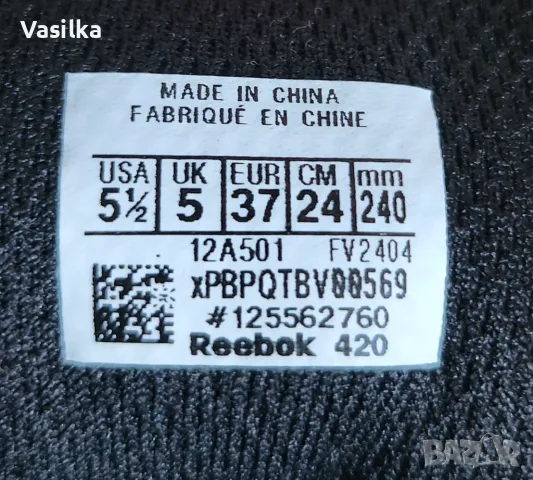 Vasilka
MADE IN CHINA
FABRIQUÉ EN CHINE
USA UK EUR CM mm
5½ 5 37 24 240
12A501 FV2404
xPBPQTBV00569
#125562760
Reebok 420
BAZAR